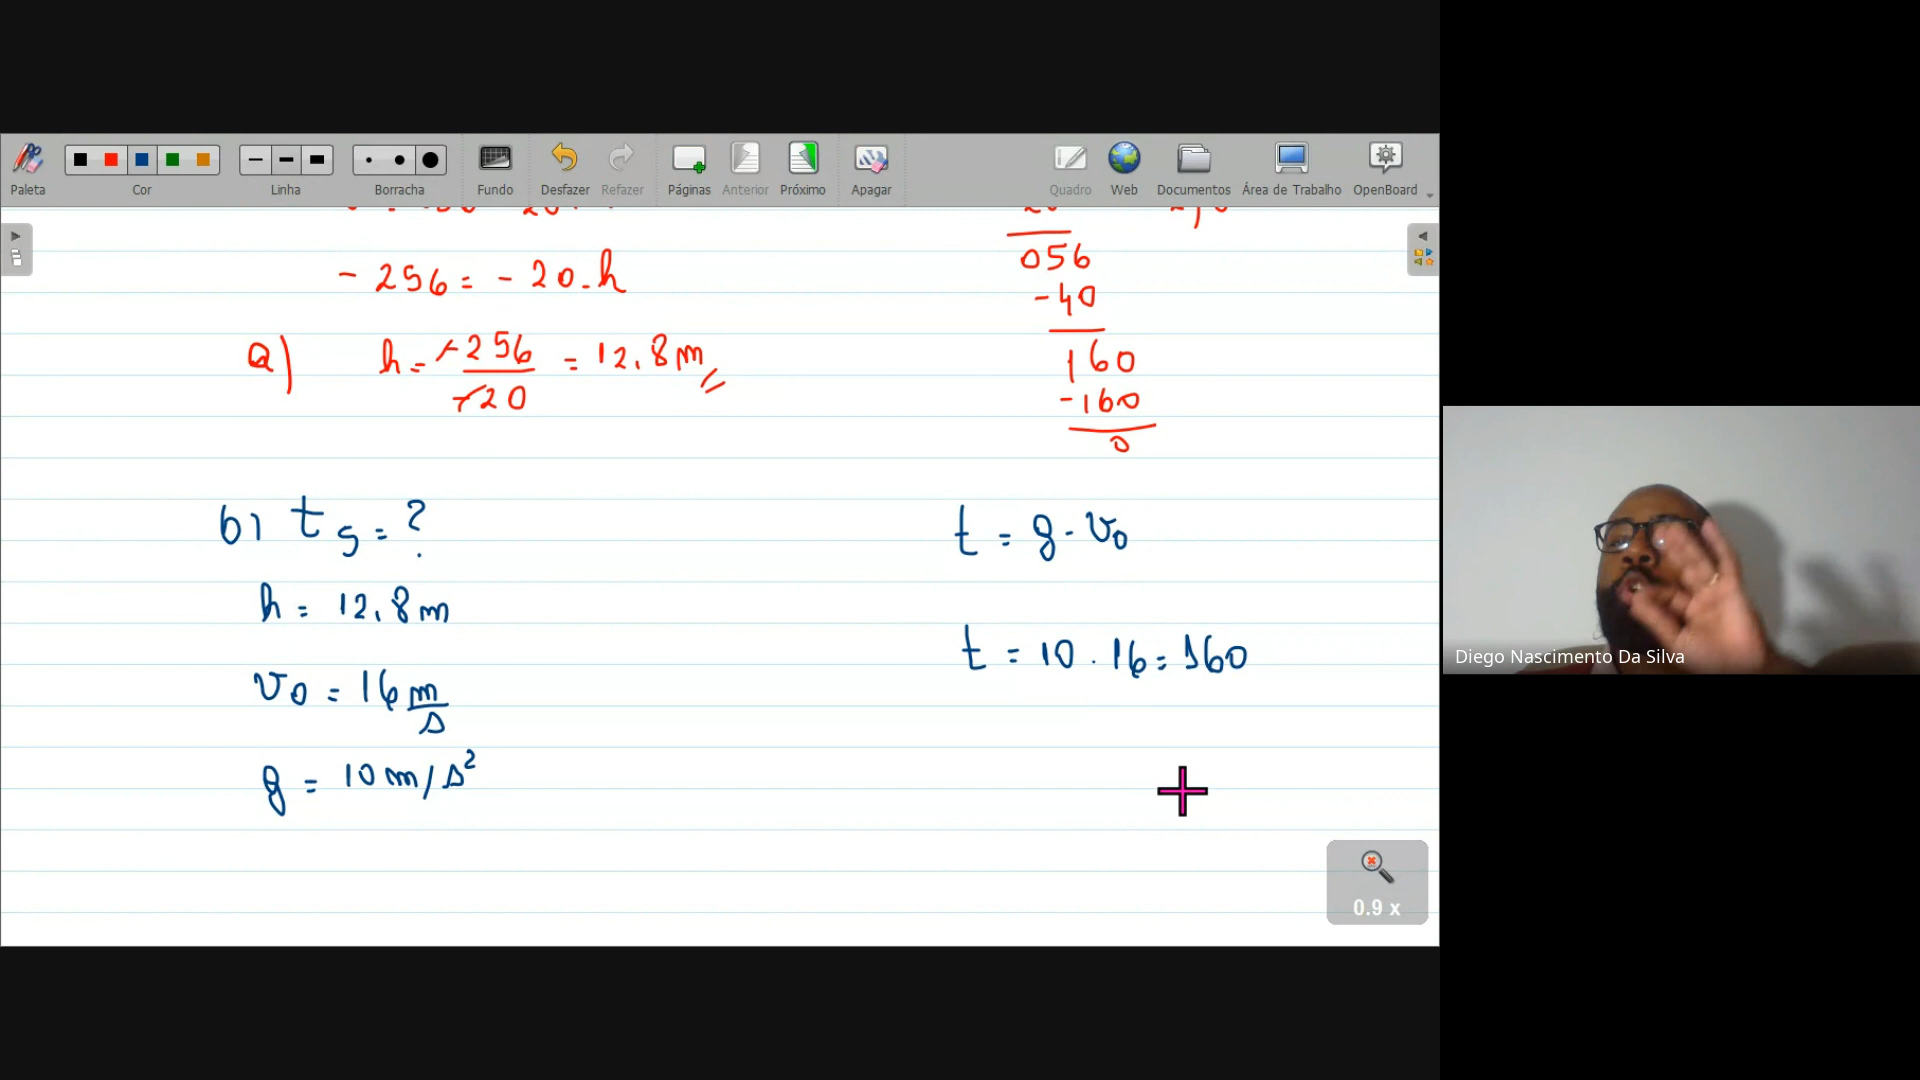 Paleta
Cor
Linha
Borracha
Fundo
Desfazer
Refazer
Páginas
Anterior
Próximo
Apagar
Quadro
Web
Documentos
Área de Trabalho
OpenBoard
- 256 = - 20 . h
a) h = -256 / -20 = 12,8 m
056
-40
160
-160
0
b) ts = ?
h = 12,8 m
v0 = 16 m/s
g = 10 m/s²
t = g . v0
t = 10 . 16 = 160
Diego Nascimento Da Silva
0.9 x